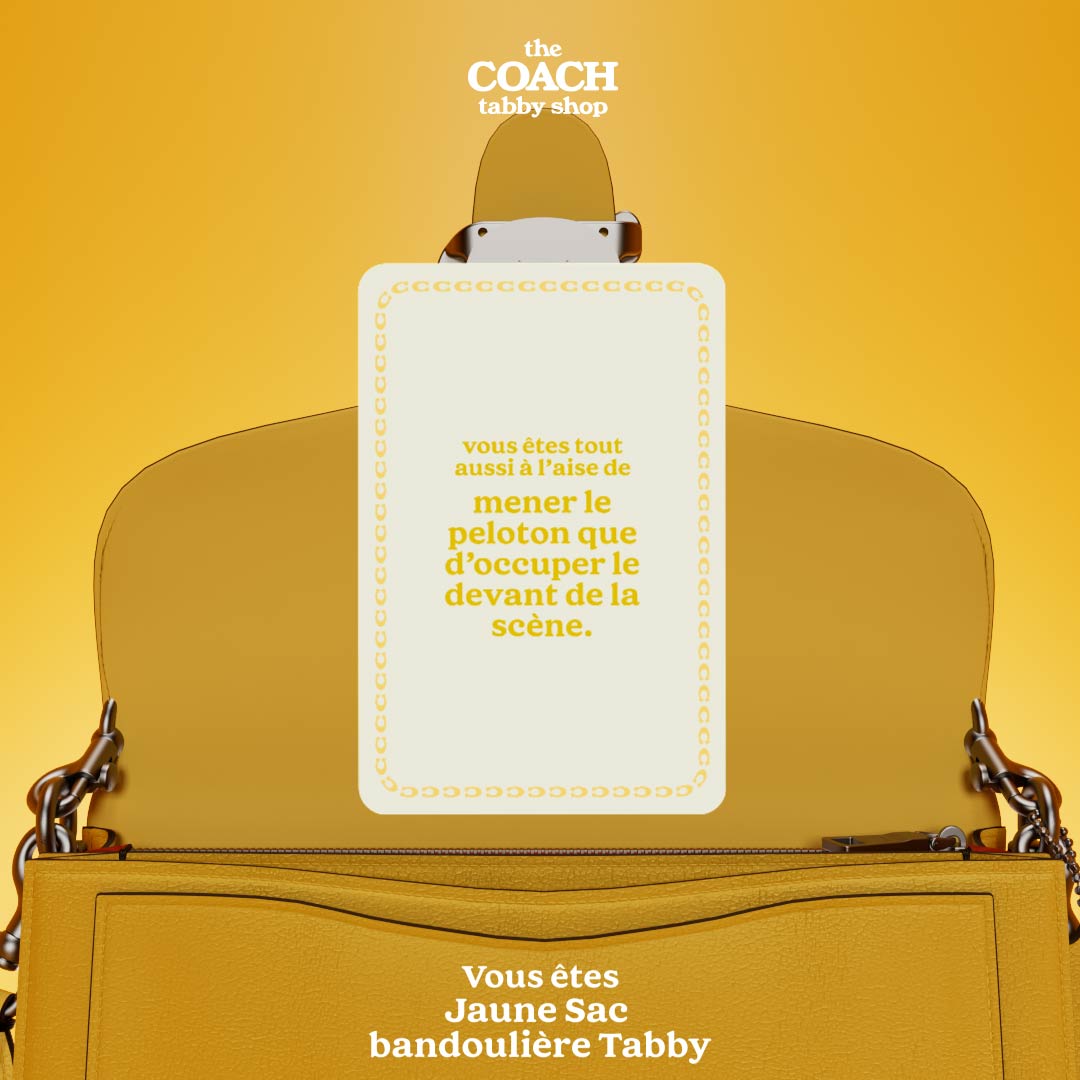 the
COACH
tabby shop
vous êtes tout
aussi à l'aise de
mener le
peloton que
d'occuper le
devant de la
scène.
Vous êtes
Jaune Sac
bandoulière Tabby